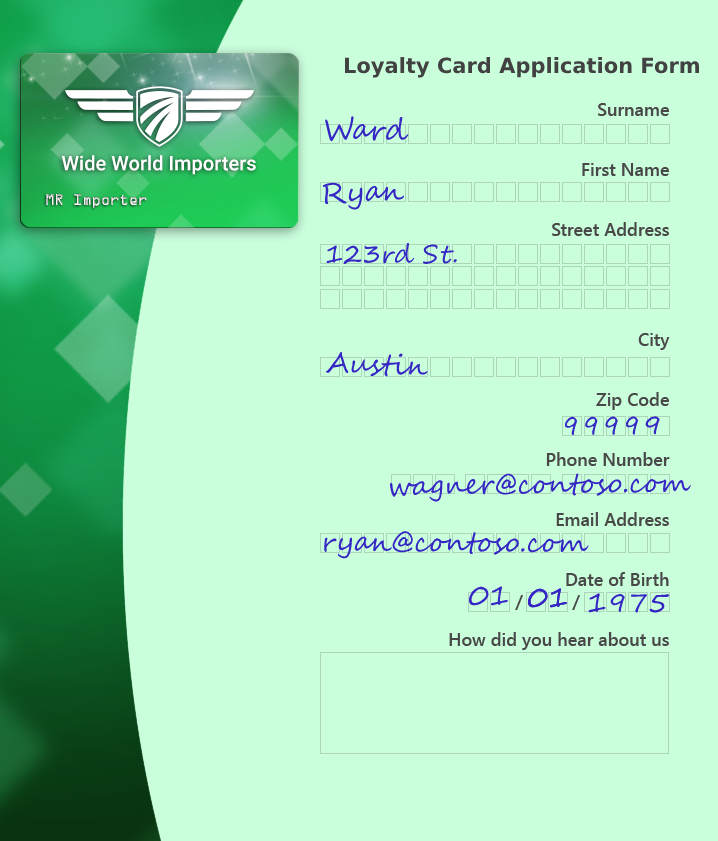 Loyalty Card Application Form
Wide World Importers
MR Importer
Surname
Ward
First Name
Ryan
Street Address
123rd St.
City
Austin
Zip Code
99999
Phone Number
wagner@contoso.com
Email Address
ryan@contoso.com
Date of Birth
01/01/1975
How did you hear about us